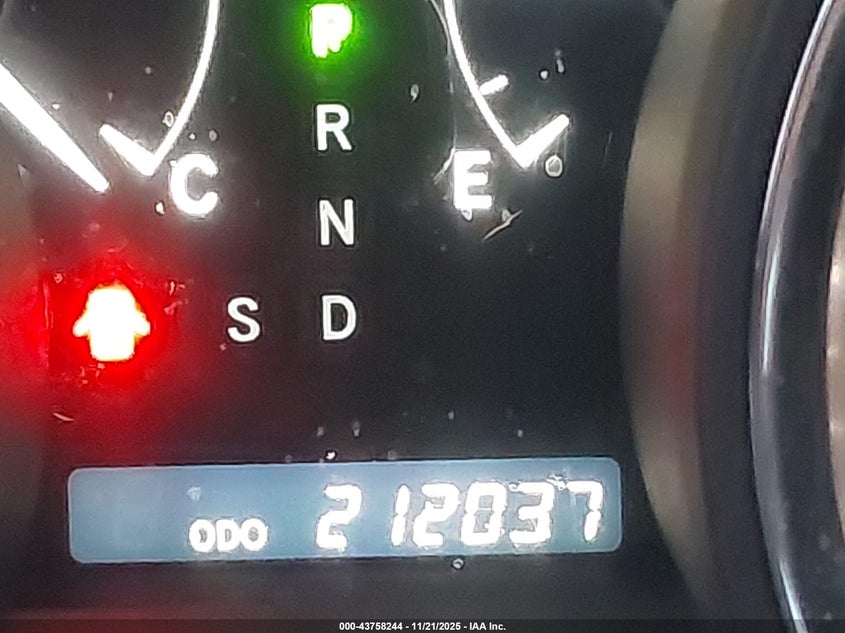 P
R
C E
N
S D
ODO 212037
000-43758244 - 11/21/2025 - IAA Inc.